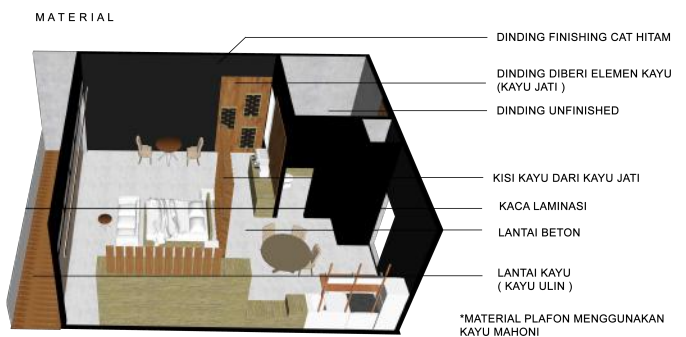 MATERIAL
DINDING FINISHING CAT HITAM
DINDING DIBERI ELEMEN KAYU
(KAYU JATI )
DINDING UNFINISHED
KISI KAYU DARI KAYU JATI
KACA LAMINASI
LANTAI BETON
LANTAI KAYU
( KAYU ULIN )
*MATERIAL PLAFON MENGGUNAKAN
KAYU MAHONI